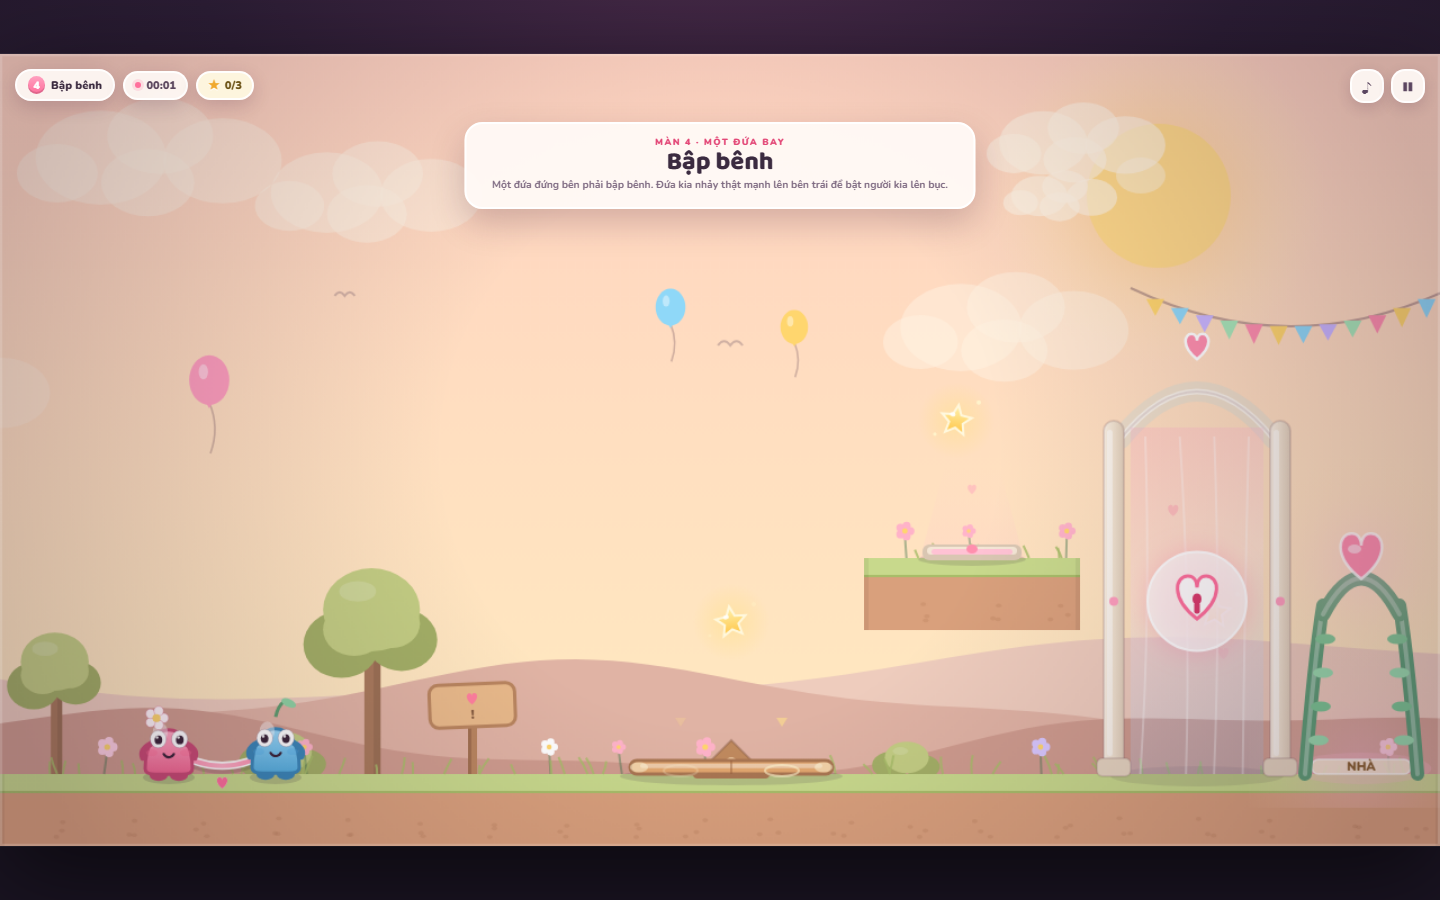 4 Bập bênh
00:01
★ 0/3
MÀN 4 · MỘT ĐỨA BAY
Bập bênh
Một đứa đứng bên phải bập bênh. Đứa kia nhảy thật mạnh lên bên trái để bật người kia lên bục.
!
NHÀ